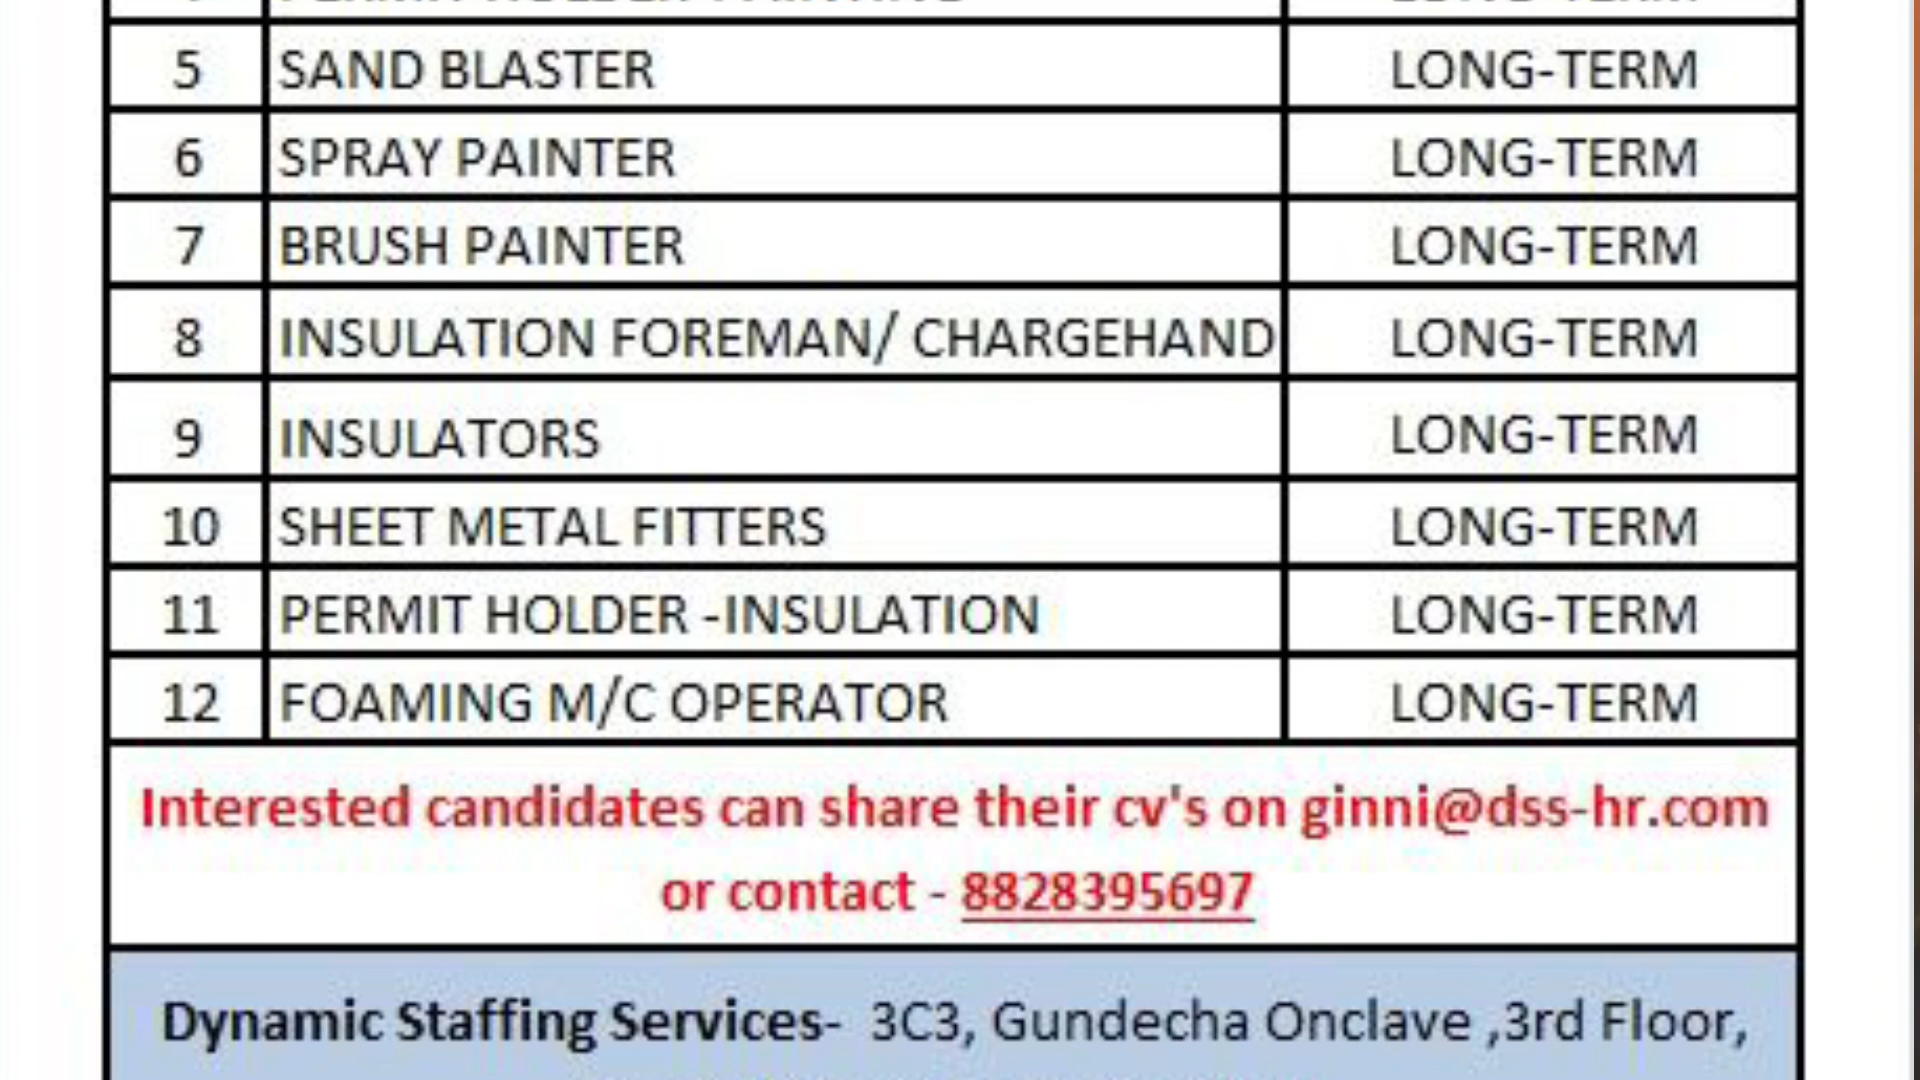 5 SAND BLASTER LONG-TERM
6 SPRAY PAINTER LONG-TERM
7 BRUSH PAINTER LONG-TERM
8 INSULATION FOREMAN/ CHARGEHAND LONG-TERM
9 INSULATORS LONG-TERM
10 SHEET METAL FITTERS LONG-TERM
11 PERMIT HOLDER -INSULATION LONG-TERM
12 FOAMING M/C OPERATOR LONG-TERM
Interested candidates can share their cv's on ginni@dss-hr.com
or contact - 8828395697
Dynamic Staffing Services- 3C3, Gundecha Onclave ,3rd Floor,